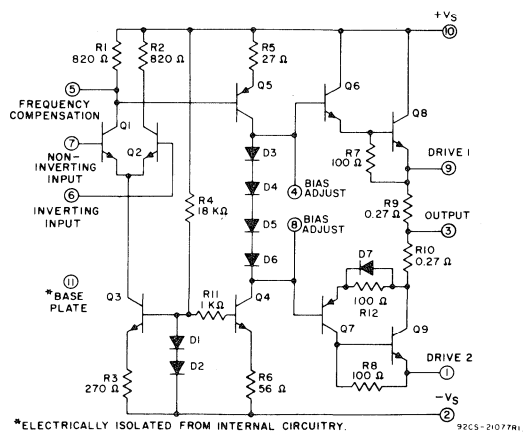 +VS
10
R1
820 Ω
R2
820 Ω
R5
27 Ω
5
FREQUENCY
COMPENSATION
Q5
Q6
Q8
Q1
7
NON-
INVERTING
INPUT
Q2
6
INVERTING
INPUT
D3
D4
D5
D6
R7
100 Ω
9
DRIVE 1
4
BIAS
ADJUST
8
BIAS
ADJUST
R9
0.27 Ω
3
OUTPUT
R10
0.27 Ω
R4
18 KΩ
11
*BASE
PLATE
D7
100 Ω
R12
Q3
R11
1 KΩ
Q4
Q7
Q9
D1
D2
R3
270 Ω
R6
56 Ω
R8
100 Ω
1
DRIVE 2
-VS
2
*ELECTRICALLY ISOLATED FROM INTERNAL CIRCUITRY.
92CS-21077R1